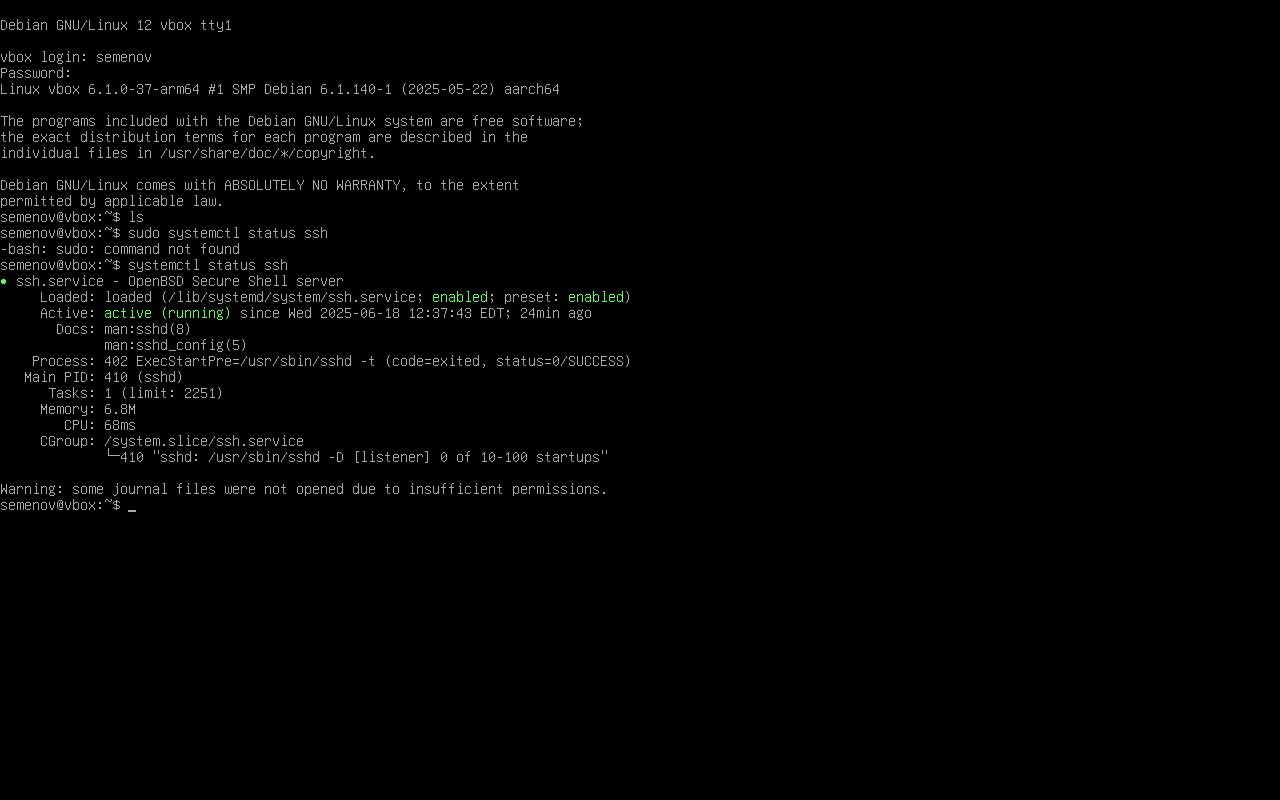 Debian GNU/Linux 12 vbox tty1
vbox login: semenov
Password:
Linux vbox 6.1.0-37-arm64 #1 SMP Debian 6.1.140-1 (2025-05-22) aarch64
The programs included with the Debian GNU/Linux system are free software;
the exact distribution terms for each program are described in the
individual files in /usr/share/doc/*/copyright.
Debian GNU/Linux comes with ABSOLUTELY NO WARRANTY, to the extent
permitted by applicable law.
semenov@vbox:~$ ls
semenov@vbox:~$ sudo systemctl status ssh
-bash: sudo: command not found
semenov@vbox:~$ systemctl status ssh
● ssh.service - OpenBSD Secure Shell server
Loaded: loaded (/lib/systemd/system/ssh.service; enabled; preset: enabled)
Active: active (running) since Wed 2025-06-18 12:37:43 EDT; 24min ago
Docs: man:sshd(8)
man:sshd_config(5)
Process: 402 ExecStartPre=/usr/sbin/sshd -t (code=exited, status=0/SUCCESS)
Main PID: 410 (sshd)
Tasks: 1 (limit: 2251)
Memory: 6.8M
CPU: 68ms
CGroup: /system.slice/ssh.service
└─410 "sshd: /usr/sbin/sshd -D [listener] 0 of 10-100 startups"
Warning: some journal files were not opened due to insufficient permissions.
semenov@vbox:~$ _